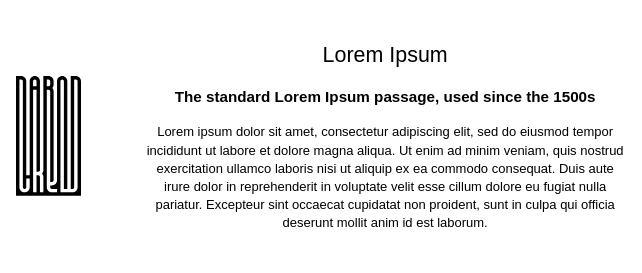 Lorem Ipsum
The standard Lorem Ipsum passage, used since the 1500s
Lorem ipsum dolor sit amet, consectetur adipiscing elit, sed do eiusmod tempor
incididunt ut labore et dolore magna aliqua. Ut enim ad minim veniam, quis nostrud
exercitation ullamco laboris nisi ut aliquip ex ea commodo consequat. Duis aute
irure dolor in reprehenderit in voluptate velit esse cillum dolore eu fugiat nulla
pariatur. Excepteur sint occaecat cupidatat non proident, sunt in culpa qui officia
deserunt mollit anim id est laborum.